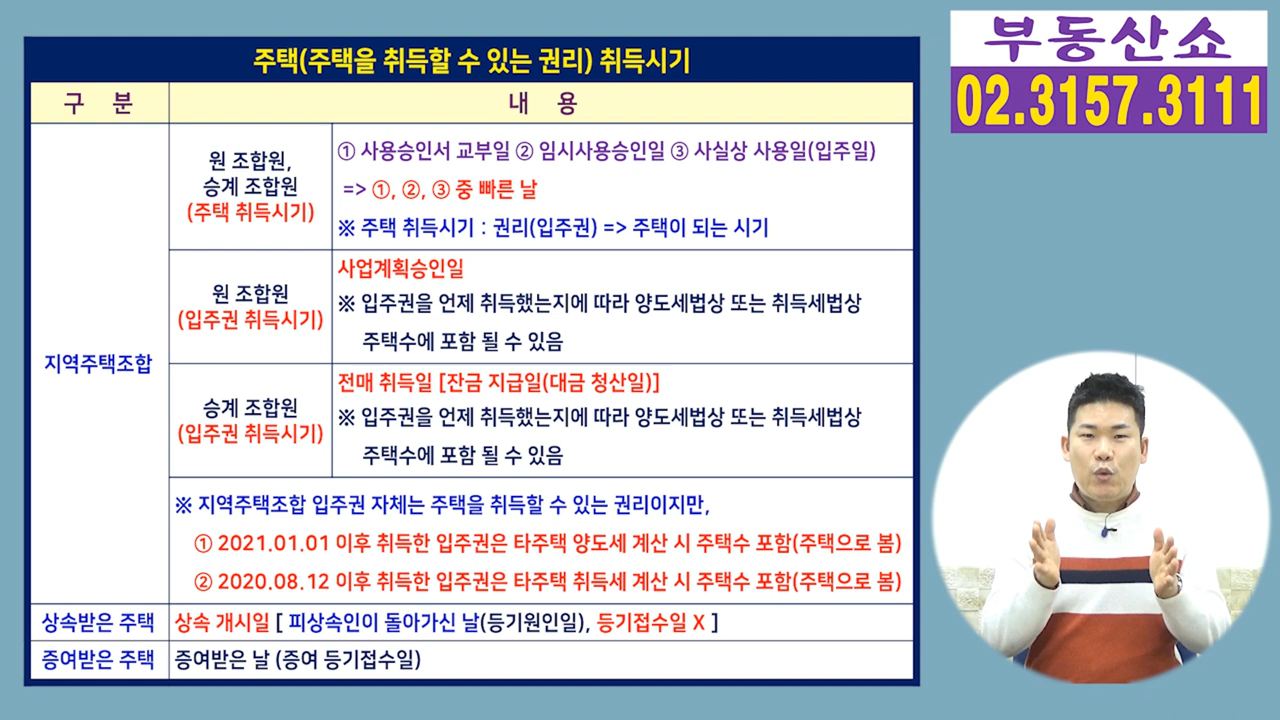 부동산쇼
02.3157.3111
주택(주택을 취득할 수 있는 권리) 취득시기
구 분
내 용
지역주택조합
원 조합원,
승계 조합원
(주택 취득시기)
① 사용승인서 교부일 ② 임시사용승인일 ③ 사실상 사용일(입주일)
=> ①, ②, ③ 중 빠른 날
※ 주택 취득시기 : 권리(입주권) => 주택이 되는 시기
원 조합원
(입주권 취득시기)
사업계획승인일
※ 입주권을 언제 취득했는지에 따라 양도세법상 또는 취득세법상
주택수에 포함 될 수 있음
승계 조합원
(입주권 취득시기)
전매 취득일 [잔금 지급일(대금 청산일)]
※ 입주권을 언제 취득했는지에 따라 양도세법상 또는 취득세법상
주택수에 포함 될 수 있음
※ 지역주택조합 입주권 자체는 주택을 취득할 수 있는 권리이지만,
① 2021.01.01 이후 취득한 입주권은 타주택 양도세 계산 시 주택수 포함(주택으로 봄)
② 2020.08.12 이후 취득한 입주권은 타주택 취득세 계산 시 주택수 포함(주택으로 봄)
상속받은 주택
상속 개시일 [ 피상속인이 돌아가신 날(등기원인일), 등기접수일 X ]
증여받은 주택
증여받은 날 (증여 등기접수일)